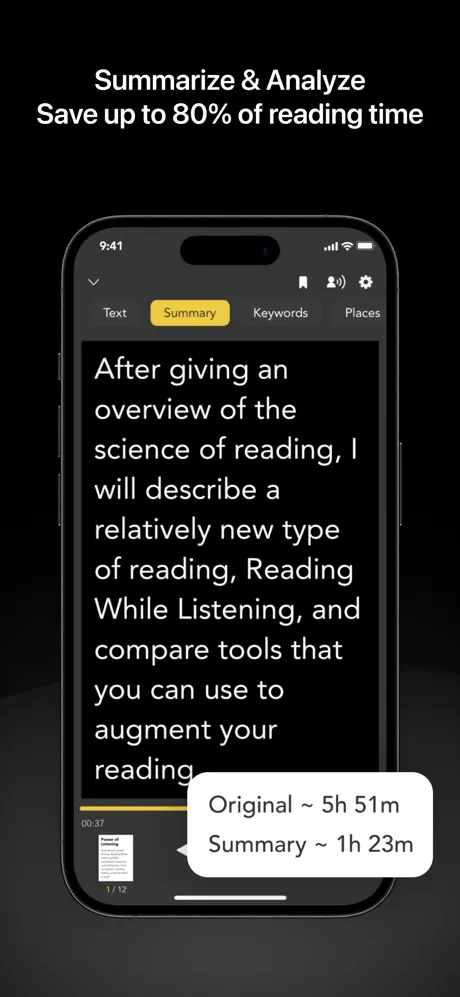 Summarize & Analyze
Save up to 80% of reading time
9:41
Text
Summary
Keywords
Places
After giving an
overview of the
science of reading, I
will describe a
relatively new type
of reading, Reading
While Listening, and
compare tools that
you can use to
augment your
reading
Original ~ 5h 51m
Summary ~ 1h 23m
00:37
Power of
Listening
1 / 12